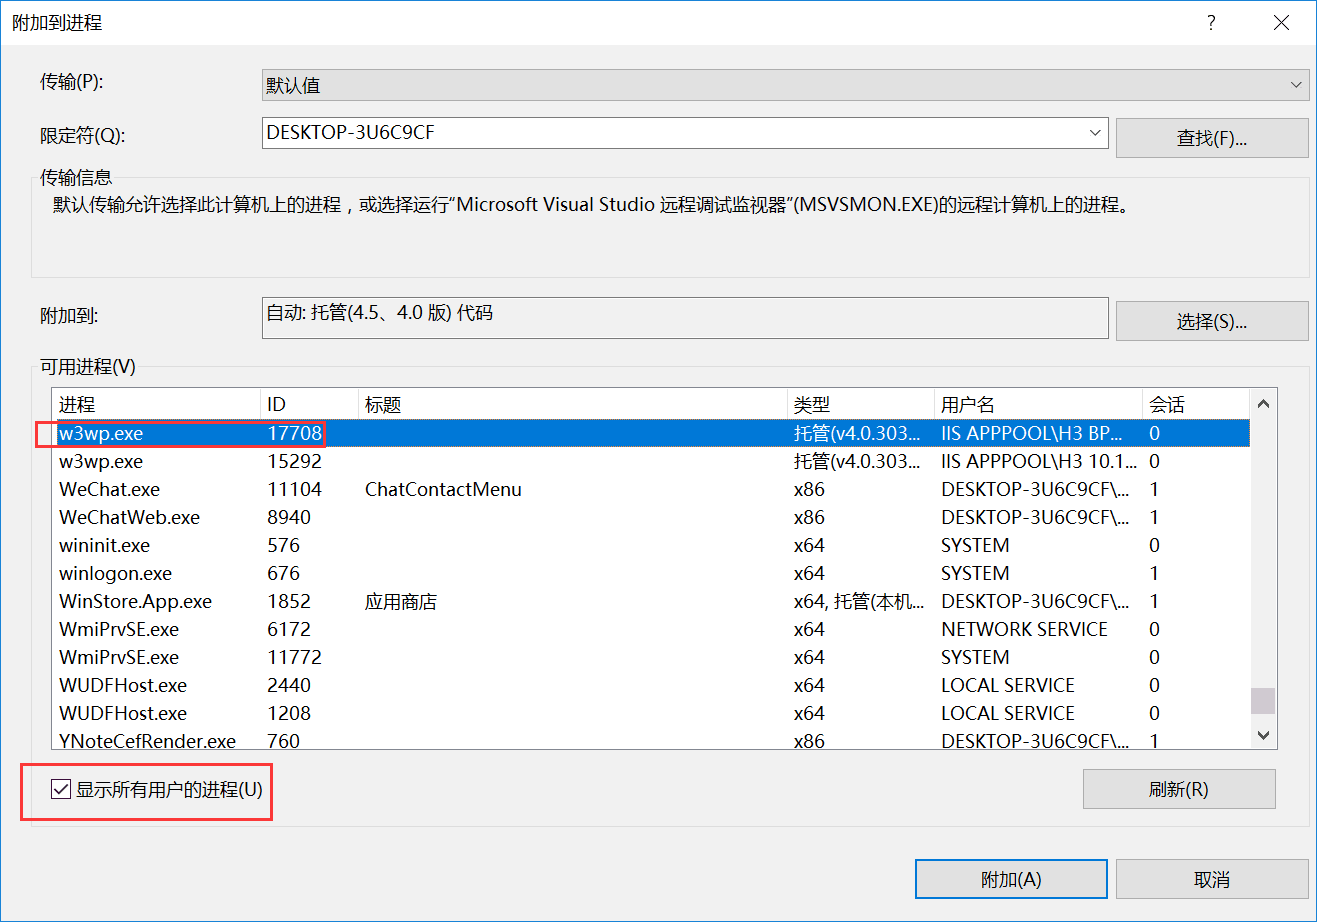 附加到进程 ?
传输(P): 默认值
限定符(Q): DESKTOP-3U6C9CF 查找(F)...
传输信息
默认传输允许选择此计算机上的进程，或选择运行“Microsoft Visual Studio 远程调试监视器”(MSVSMON.EXE)的远程计算机上的进程。
附加到: 自动: 托管(4.5、4.0 版) 代码 选择(S)...
可用进程(V)
进程 ID 标题 类型 用户名 会话
w3wp.exe 17708 托管(v4.0.303... IIS APPPOOL\H3 BP... 0
w3wp.exe 15292 托管(v4.0.303... IIS APPPOOL\H3 10.1... 0
WeChat.exe 11104 ChatContactMenu x86 DESKTOP-3U6C9CF\... 1
WeChatWeb.exe 8940 x86 DESKTOP-3U6C9CF\... 1
wininit.exe 576 x64 SYSTEM 0
winlogon.exe 676 x64 SYSTEM 1
WinStore.App.exe 1852 应用商店 x64, 托管(本机... DESKTOP-3U6C9CF\... 1
WmiPrvSE.exe 6172 x64 NETWORK SERVICE 0
WmiPrvSE.exe 11772 x64 SYSTEM 0
WUDFHost.exe 2440 x64 LOCAL SERVICE 0
WUDFHost.exe 1208 x64 LOCAL SERVICE 0
YNoteCefRender.exe 760 x86 DESKTOP-3U6C9CF\... 1
显示所有用户的进程(U) 刷新(R)
附加(A) 取消